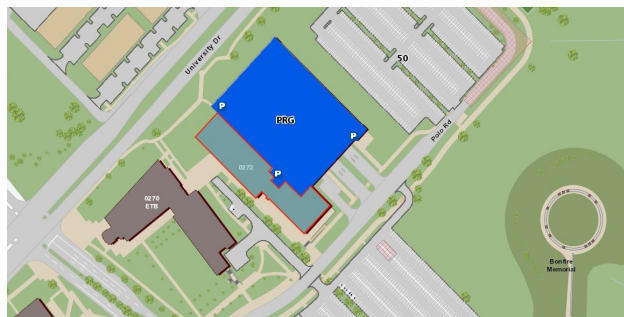 University Dr
50
P
PRG
P
Polo Rd
0272
P
0270
ETB
Bonfire
Memorial